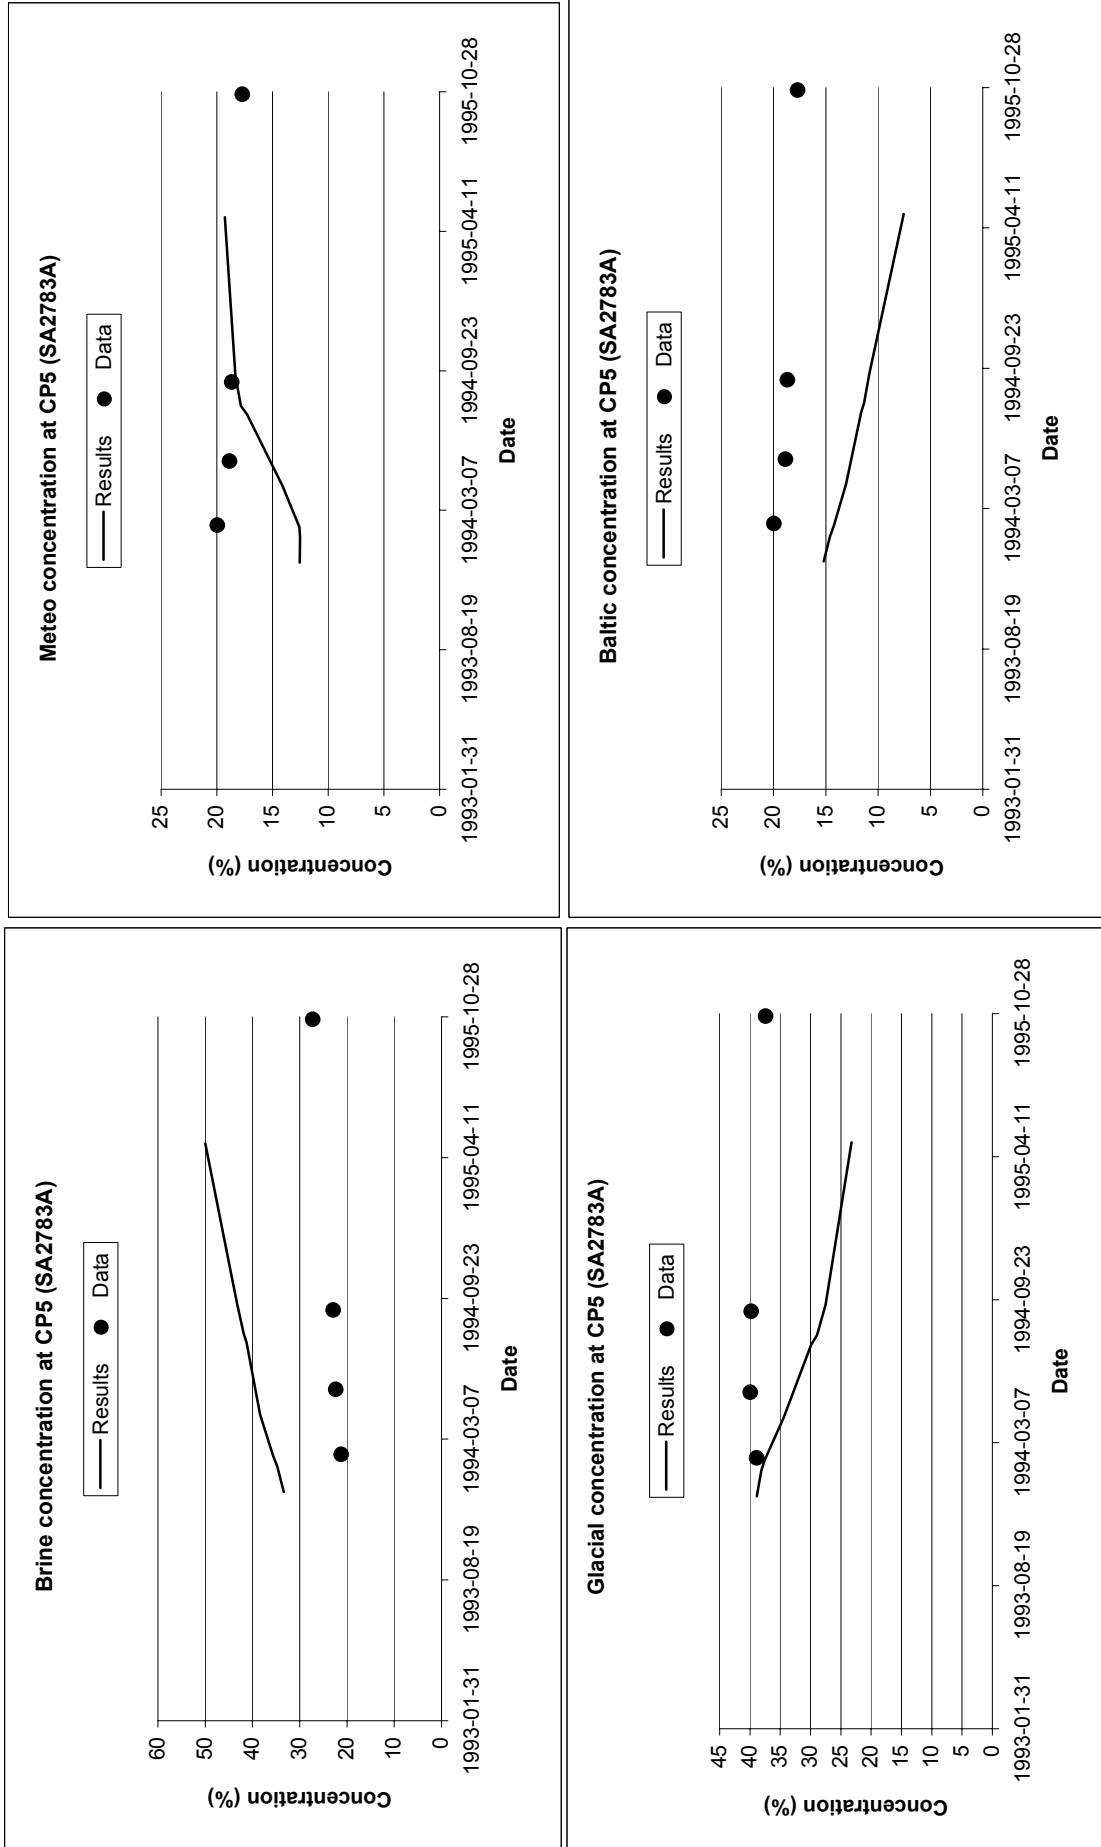 Brine concentration at CP5 (SA2783A)
Results Data
60
50
40
30
20
10
0
Concentration (%)
1993-01-31 1993-08-19 1994-03-07 1994-09-23 1995-04-11 1995-10-28
Date
Meteo concentration at CP5 (SA2783A)
Results Data
25
20
15
10
5
0
Concentration (%)
1993-01-31 1993-08-19 1994-03-07 1994-09-23 1995-04-11 1995-10-28
Date
Glacial concentration at CP5 (SA2783A)
Results Data
45
40
35
30
25
20
15
10
5
0
Concentration (%)
1993-01-31 1993-08-19 1994-03-07 1994-09-23 1995-04-11 1995-10-28
Date
Baltic concentration at CP5 (SA2783A)
Results Data
25
20
15
10
5
0
Concentration (%)
1993-01-31 1993-08-19 1994-03-07 1994-09-23 1995-04-11 1995-10-28
Date